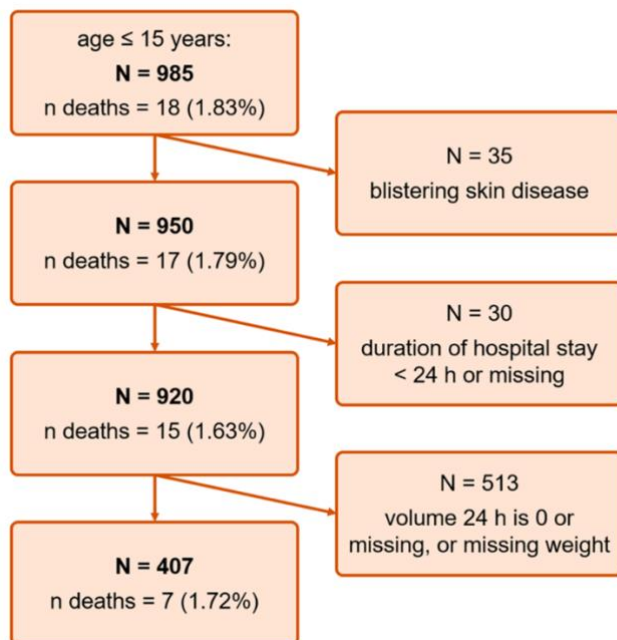 age ≤ 15 years:
N = 985
n deaths = 18 (1.83%)
N = 35
blistering skin disease
N = 950
n deaths = 17 (1.79%)
N = 30
duration of hospital stay
< 24 h or missing
N = 920
n deaths = 15 (1.63%)
N = 513
volume 24 h is 0 or
missing, or missing weight
N = 407
n deaths = 7 (1.72%)